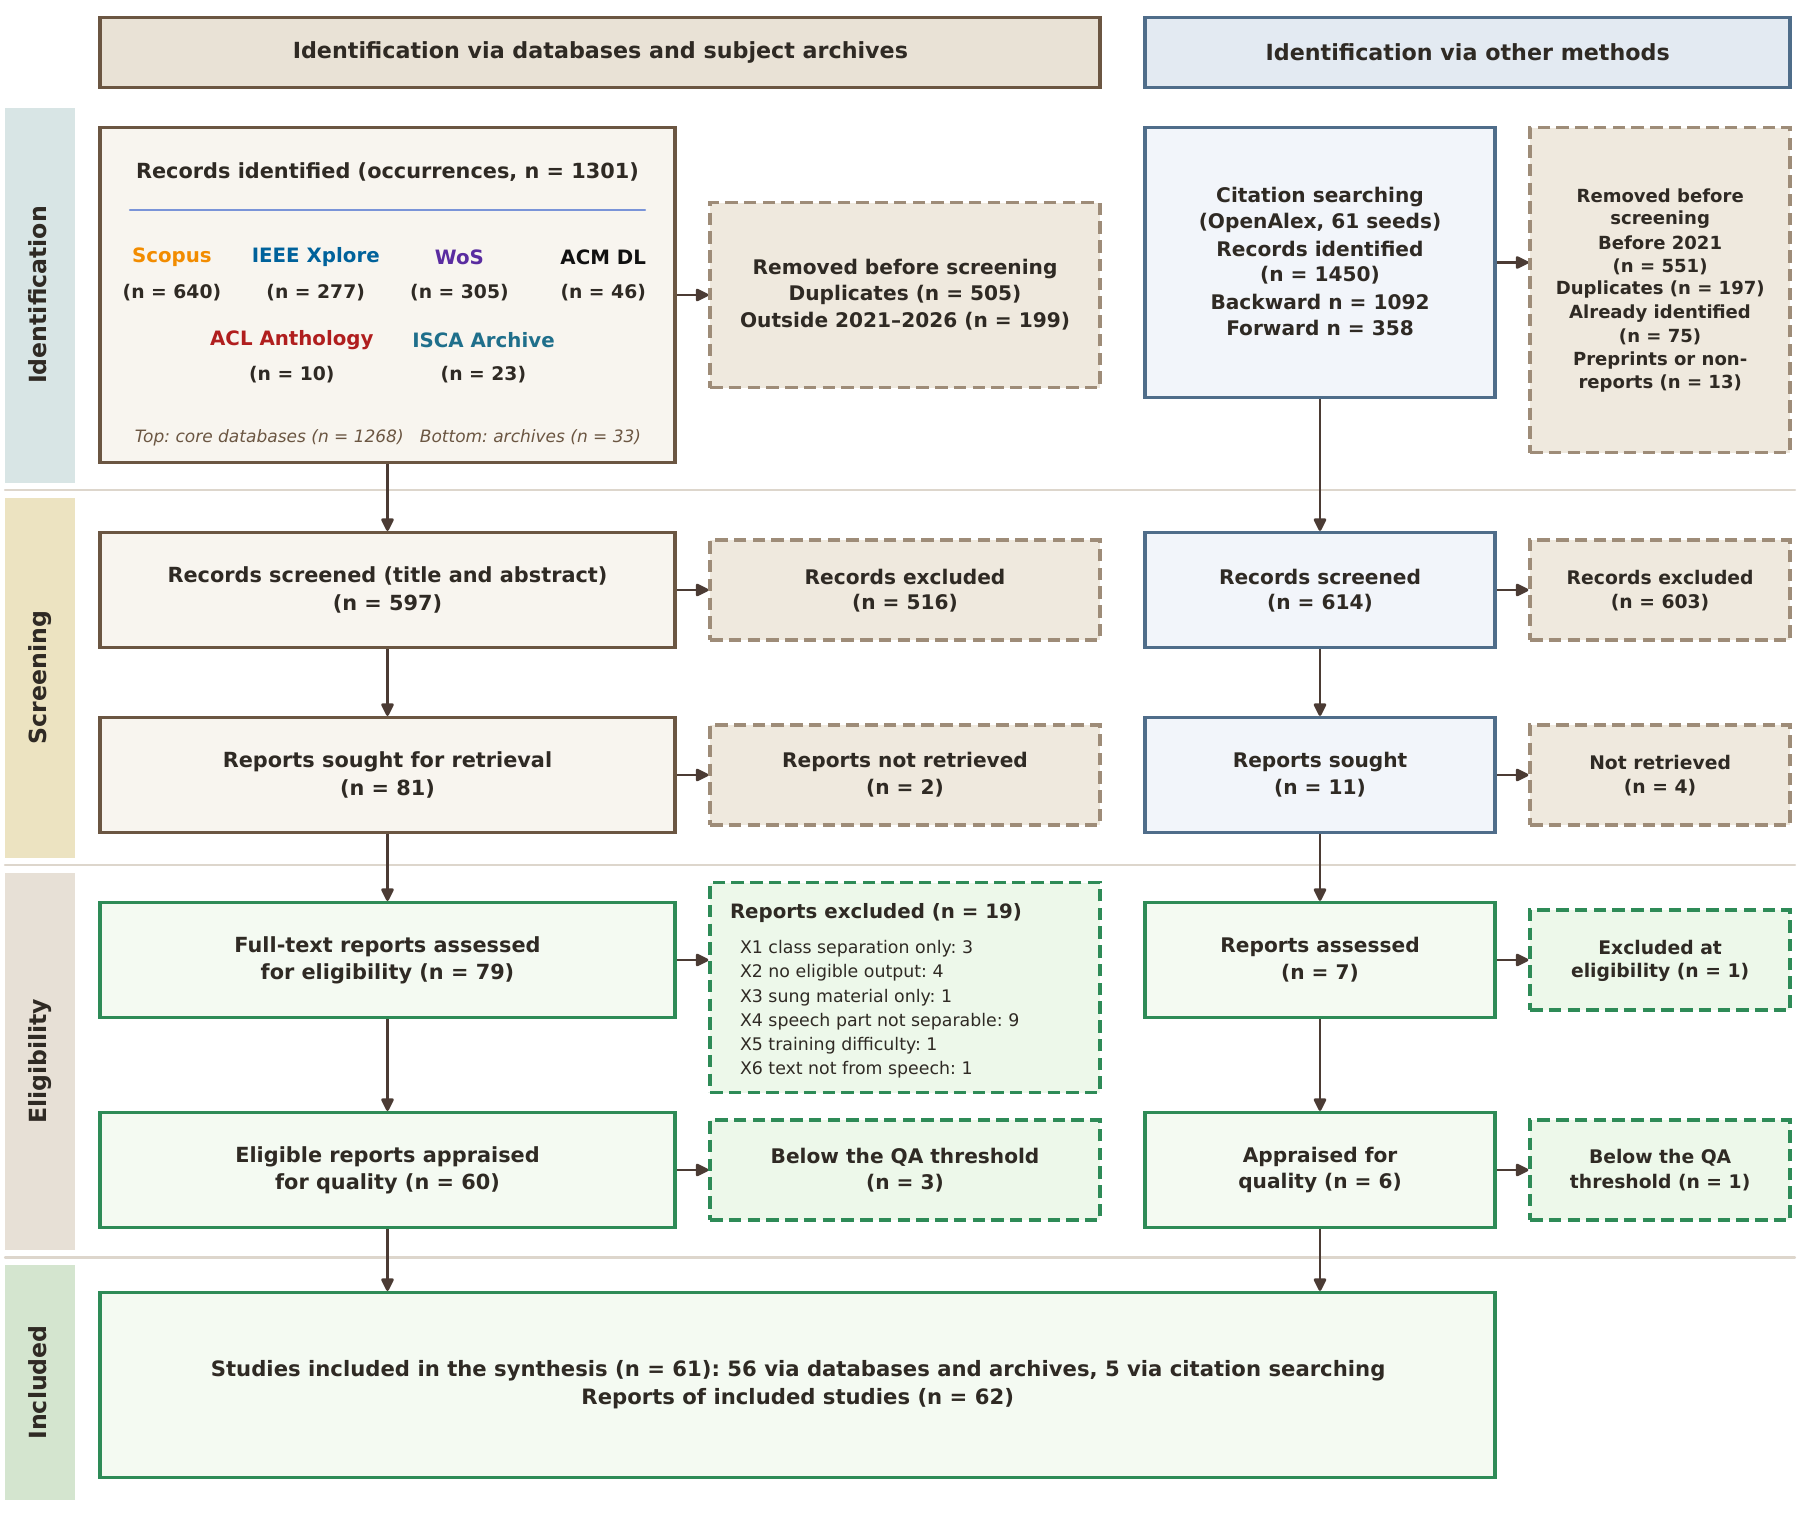 Identification via databases and subject archives
Identification via other methods
Identification
Records identified (occurrences, n = 1301)
Scopus IEEE Xplore WoS ACM DL
(n = 640) (n = 277) (n = 305) (n = 46)
ACL Anthology ISCA Archive
(n = 10) (n = 23)
Top: core databases (n = 1268) Bottom: archives (n = 33)
Removed before screening
Duplicates (n = 505)
Outside 2021–2026 (n = 199)
Citation searching
(OpenAlex, 61 seeds)
Records identified
(n = 1450)
Backward n = 1092
Forward n = 358
Removed before
screening
Before 2021
(n = 551)
Duplicates (n = 197)
Already identified
(n = 75)
Preprints or non-
reports (n = 13)
Screening
Records screened (title and abstract)
(n = 597)
Records excluded
(n = 516)
Records screened
(n = 614)
Records excluded
(n = 603)
Reports sought for retrieval
(n = 81)
Reports not retrieved
(n = 2)
Reports sought
(n = 11)
Not retrieved
(n = 4)
Eligibility
Full-text reports assessed
for eligibility (n = 79)
Reports excluded (n = 19)
X1 class separation only: 3
X2 no eligible output: 4
X3 sung material only: 1
X4 speech part not separable: 9
X5 training difficulty: 1
X6 text not from speech: 1
Reports assessed
(n = 7)
Excluded at
eligibility (n = 1)
Eligible reports appraised
for quality (n = 60)
Below the QA threshold
(n = 3)
Appraised for
quality (n = 6)
Below the QA
threshold (n = 1)
Included
Studies included in the synthesis (n = 61): 56 via databases and archives, 5 via citation searching
Reports of included studies (n = 62)